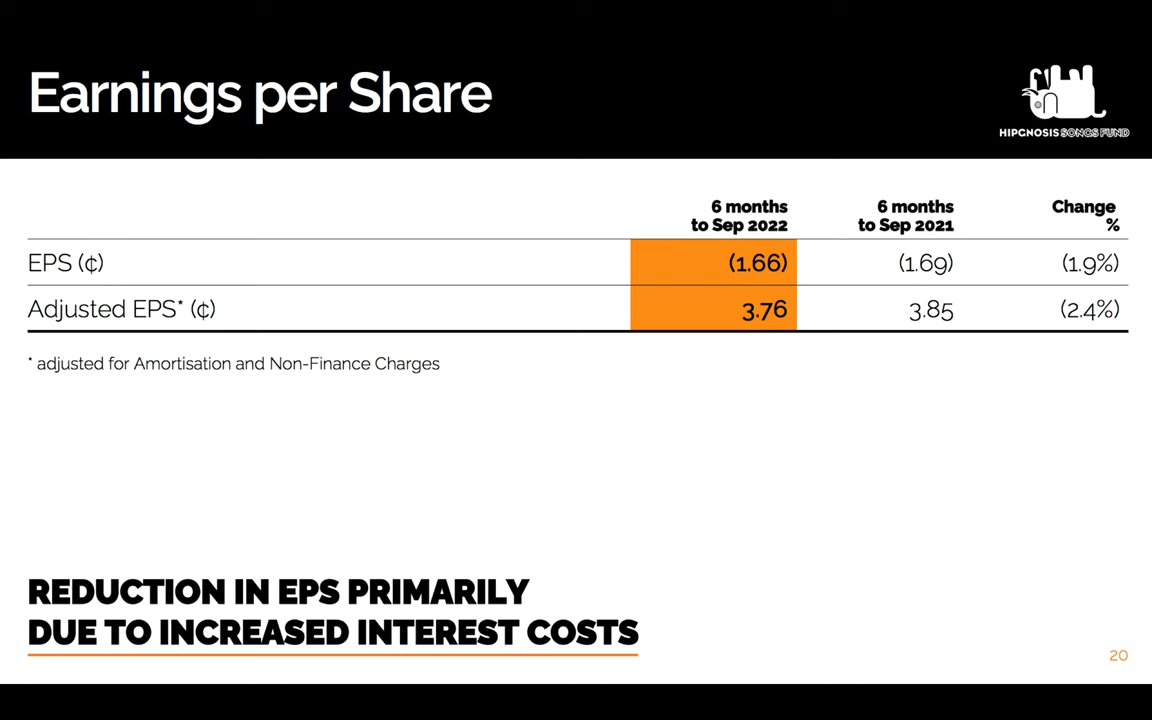 Earnings per Share
HIPGNOSIS SONGS FUND
6 months to Sep 2022
6 months to Sep 2021
Change %
EPS (¢) (1.66) (1.69) (1.9%)
Adjusted EPS* (¢) 3.76 3.85 (2.4%)
* adjusted for Amortisation and Non-Finance Charges
REDUCTION IN EPS PRIMARILY
DUE TO INCREASED INTEREST COSTS
20